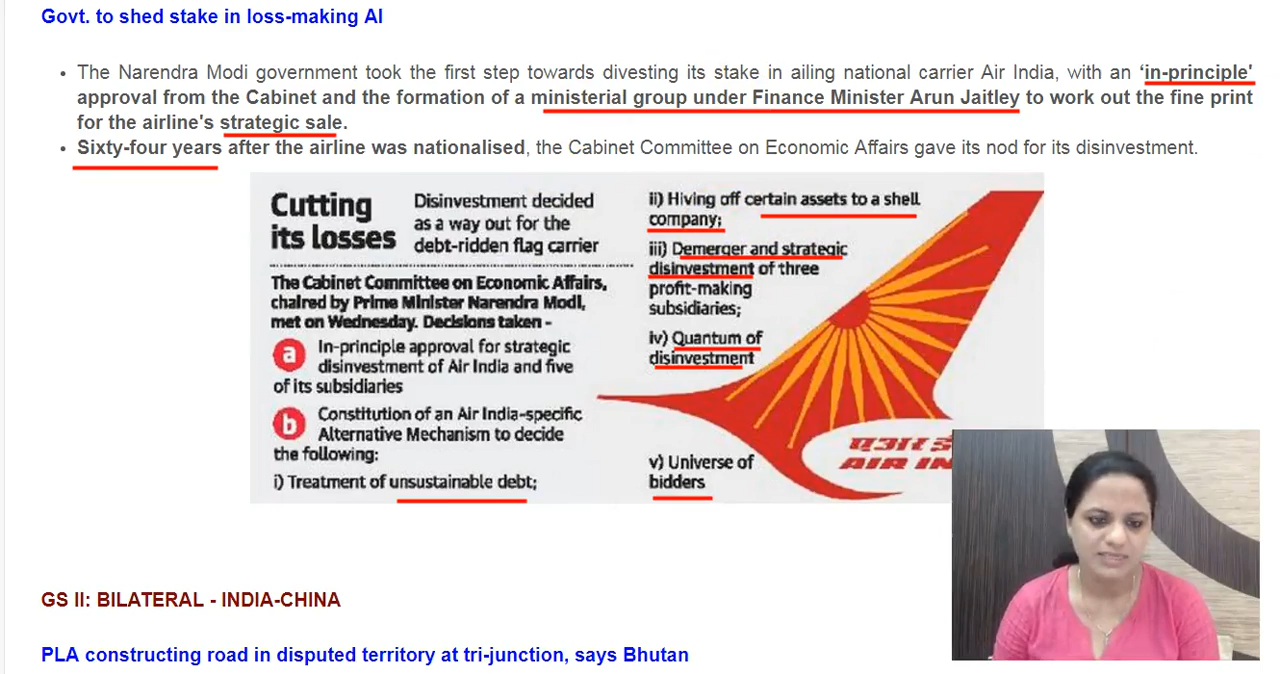 Govt. to shed stake in loss-making AI
• The Narendra Modi government took the first step towards divesting its stake in ailing national carrier Air India, with an ‘in-principle'
approval from the Cabinet and the formation of a ministerial group under Finance Minister Arun Jaitley to work out the fine print
for the airline's strategic sale.
• Sixty-four years after the airline was nationalised, the Cabinet Committee on Economic Affairs gave its nod for its disinvestment.
Cutting
its losses
Disinvestment decided
as a way out for the
debt-ridden flag carrier
The Cabinet Committee on Economic Affairs,
chaired by Prime Minister Narendra Modi,
met on Wednesday. Decisions taken -
a In-principle approval for strategic
disinvestment of Air India and five
of its subsidiaries
b Constitution of an Air India-specific
Alternative Mechanism to decide
the following:
i) Treatment of unsustainable debt;
ii) Hiving off certain assets to a shell
company;
iii) Demerger and strategic
disinvestment of three
profit-making
subsidiaries;
iv) Quantum of
disinvestment
v) Universe of
bidders
एअर इ
AIR IN
GS II: BILATERAL - INDIA-CHINA
PLA constructing road in disputed territory at tri-junction, says Bhutan